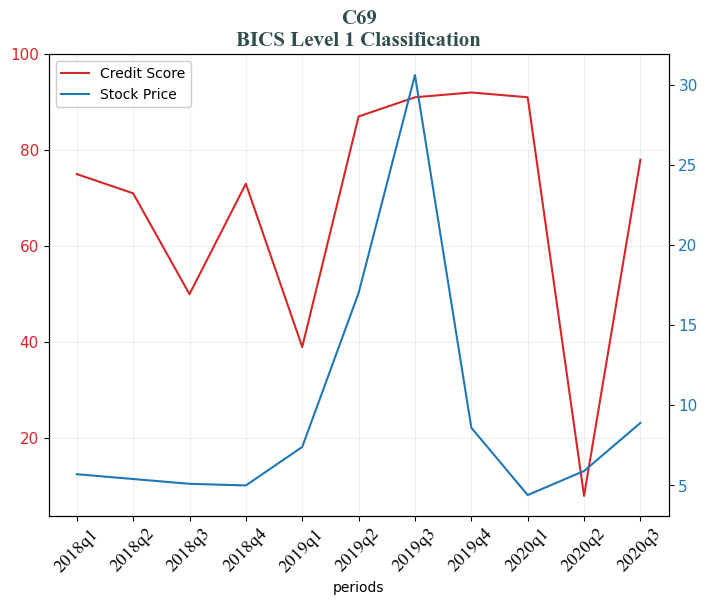 C69
BICS Level 1 Classification
Credit Score
Stock Price
100
80
60
40
20
30
25
20
15
10
5
2018q1
2018q2
2018q3
2018q4
2019q1
2019q2
2019q3
2019q4
2020q1
2020q2
2020q3
periods